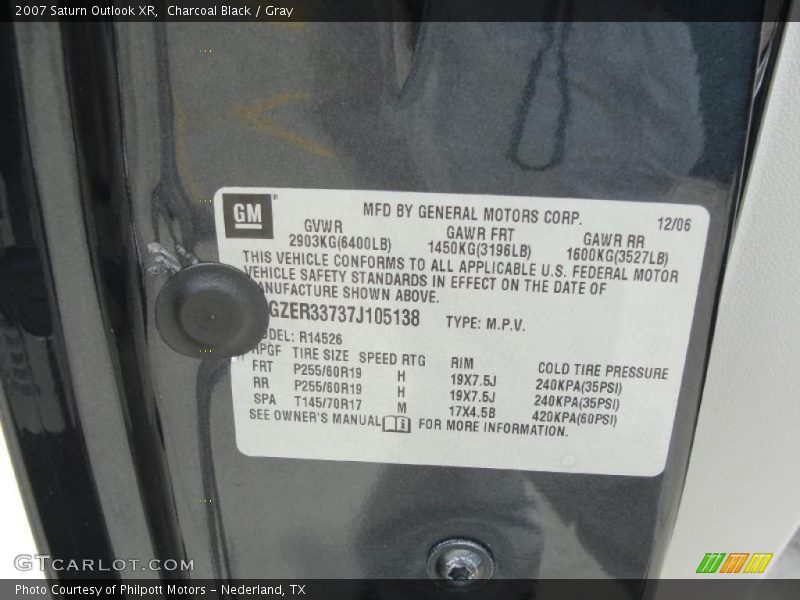 2007 Saturn Outlook XR, Charcoal Black / Gray
GM
MFD BY GENERAL MOTORS CORP. 12/06
GVWR GAWR FRT GAWR RR
2903KG(6400LB) 1450KG(3196LB) 1600KG(3527LB)
THIS VEHICLE CONFORMS TO ALL APPLICABLE U.S. FEDERAL MOTOR
VEHICLE SAFETY STANDARDS IN EFFECT ON THE DATE OF
ANUFACTURE SHOWN ABOVE.
GZER33737J105138 TYPE: M.P.V.
ODEL: R14526
TIRE SIZE SPEED RTG RIM COLD TIRE PRESSURE
FRT P255/60R19 H 19X7.5J 240KPA(35PSI)
RR P255/60R19 H 19X7.5J 240KPA(35PSI)
SPA T145/70R17 M 17X4.5B 420KPA(60PSI)
SEE OWNER'S MANUAL FOR MORE INFORMATION.
GTCARLOT.COM
Photo Courtesy of Philpott Motors - Nederland, TX